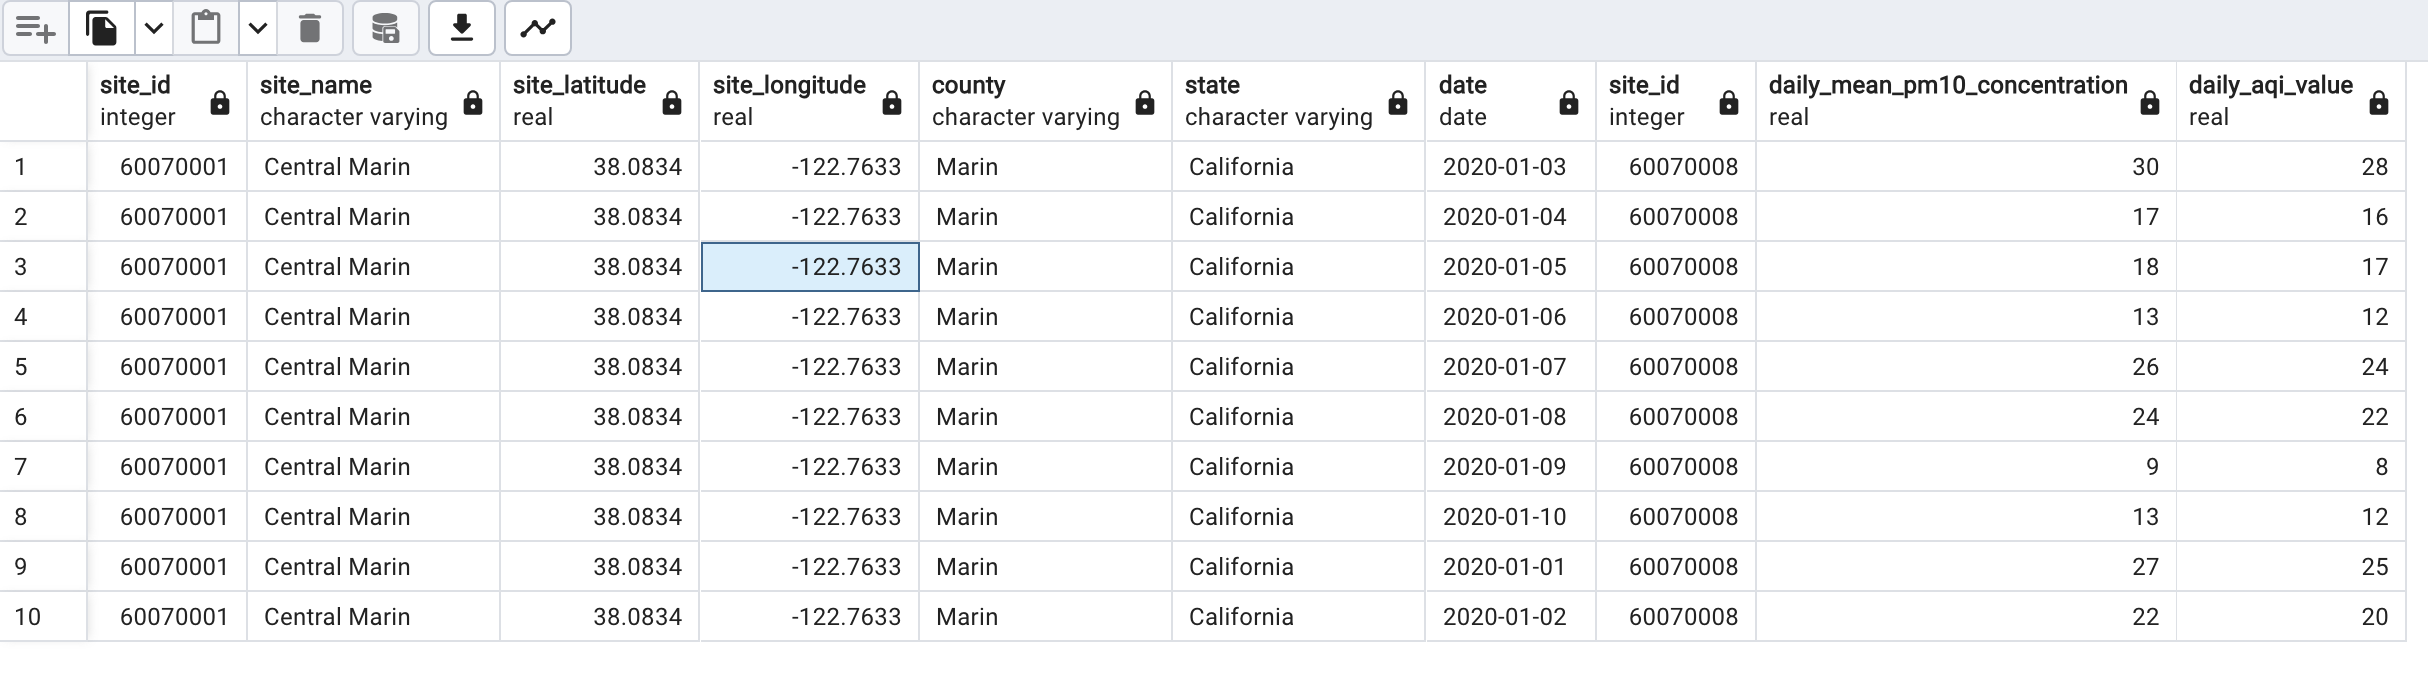 site_id site_name site_latitude site_longitude county state date site_id daily_mean_pm10_concentration daily_aqi_value
integer character varying real real character varying character varying date integer real real
1 60070001 Central Marin 38.0834 -122.7633 Marin California 2020-01-03 60070008 30 28
2 60070001 Central Marin 38.0834 -122.7633 Marin California 2020-01-04 60070008 17 16
3 60070001 Central Marin 38.0834 -122.7633 Marin California 2020-01-05 60070008 18 17
4 60070001 Central Marin 38.0834 -122.7633 Marin California 2020-01-06 60070008 13 12
5 60070001 Central Marin 38.0834 -122.7633 Marin California 2020-01-07 60070008 26 24
6 60070001 Central Marin 38.0834 -122.7633 Marin California 2020-01-08 60070008 24 22
7 60070001 Central Marin 38.0834 -122.7633 Marin California 2020-01-09 60070008 9 8
8 60070001 Central Marin 38.0834 -122.7633 Marin California 2020-01-10 60070008 13 12
9 60070001 Central Marin 38.0834 -122.7633 Marin California 2020-01-01 60070008 27 25
10 60070001 Central Marin 38.0834 -122.7633 Marin California 2020-01-02 60070008 22 20